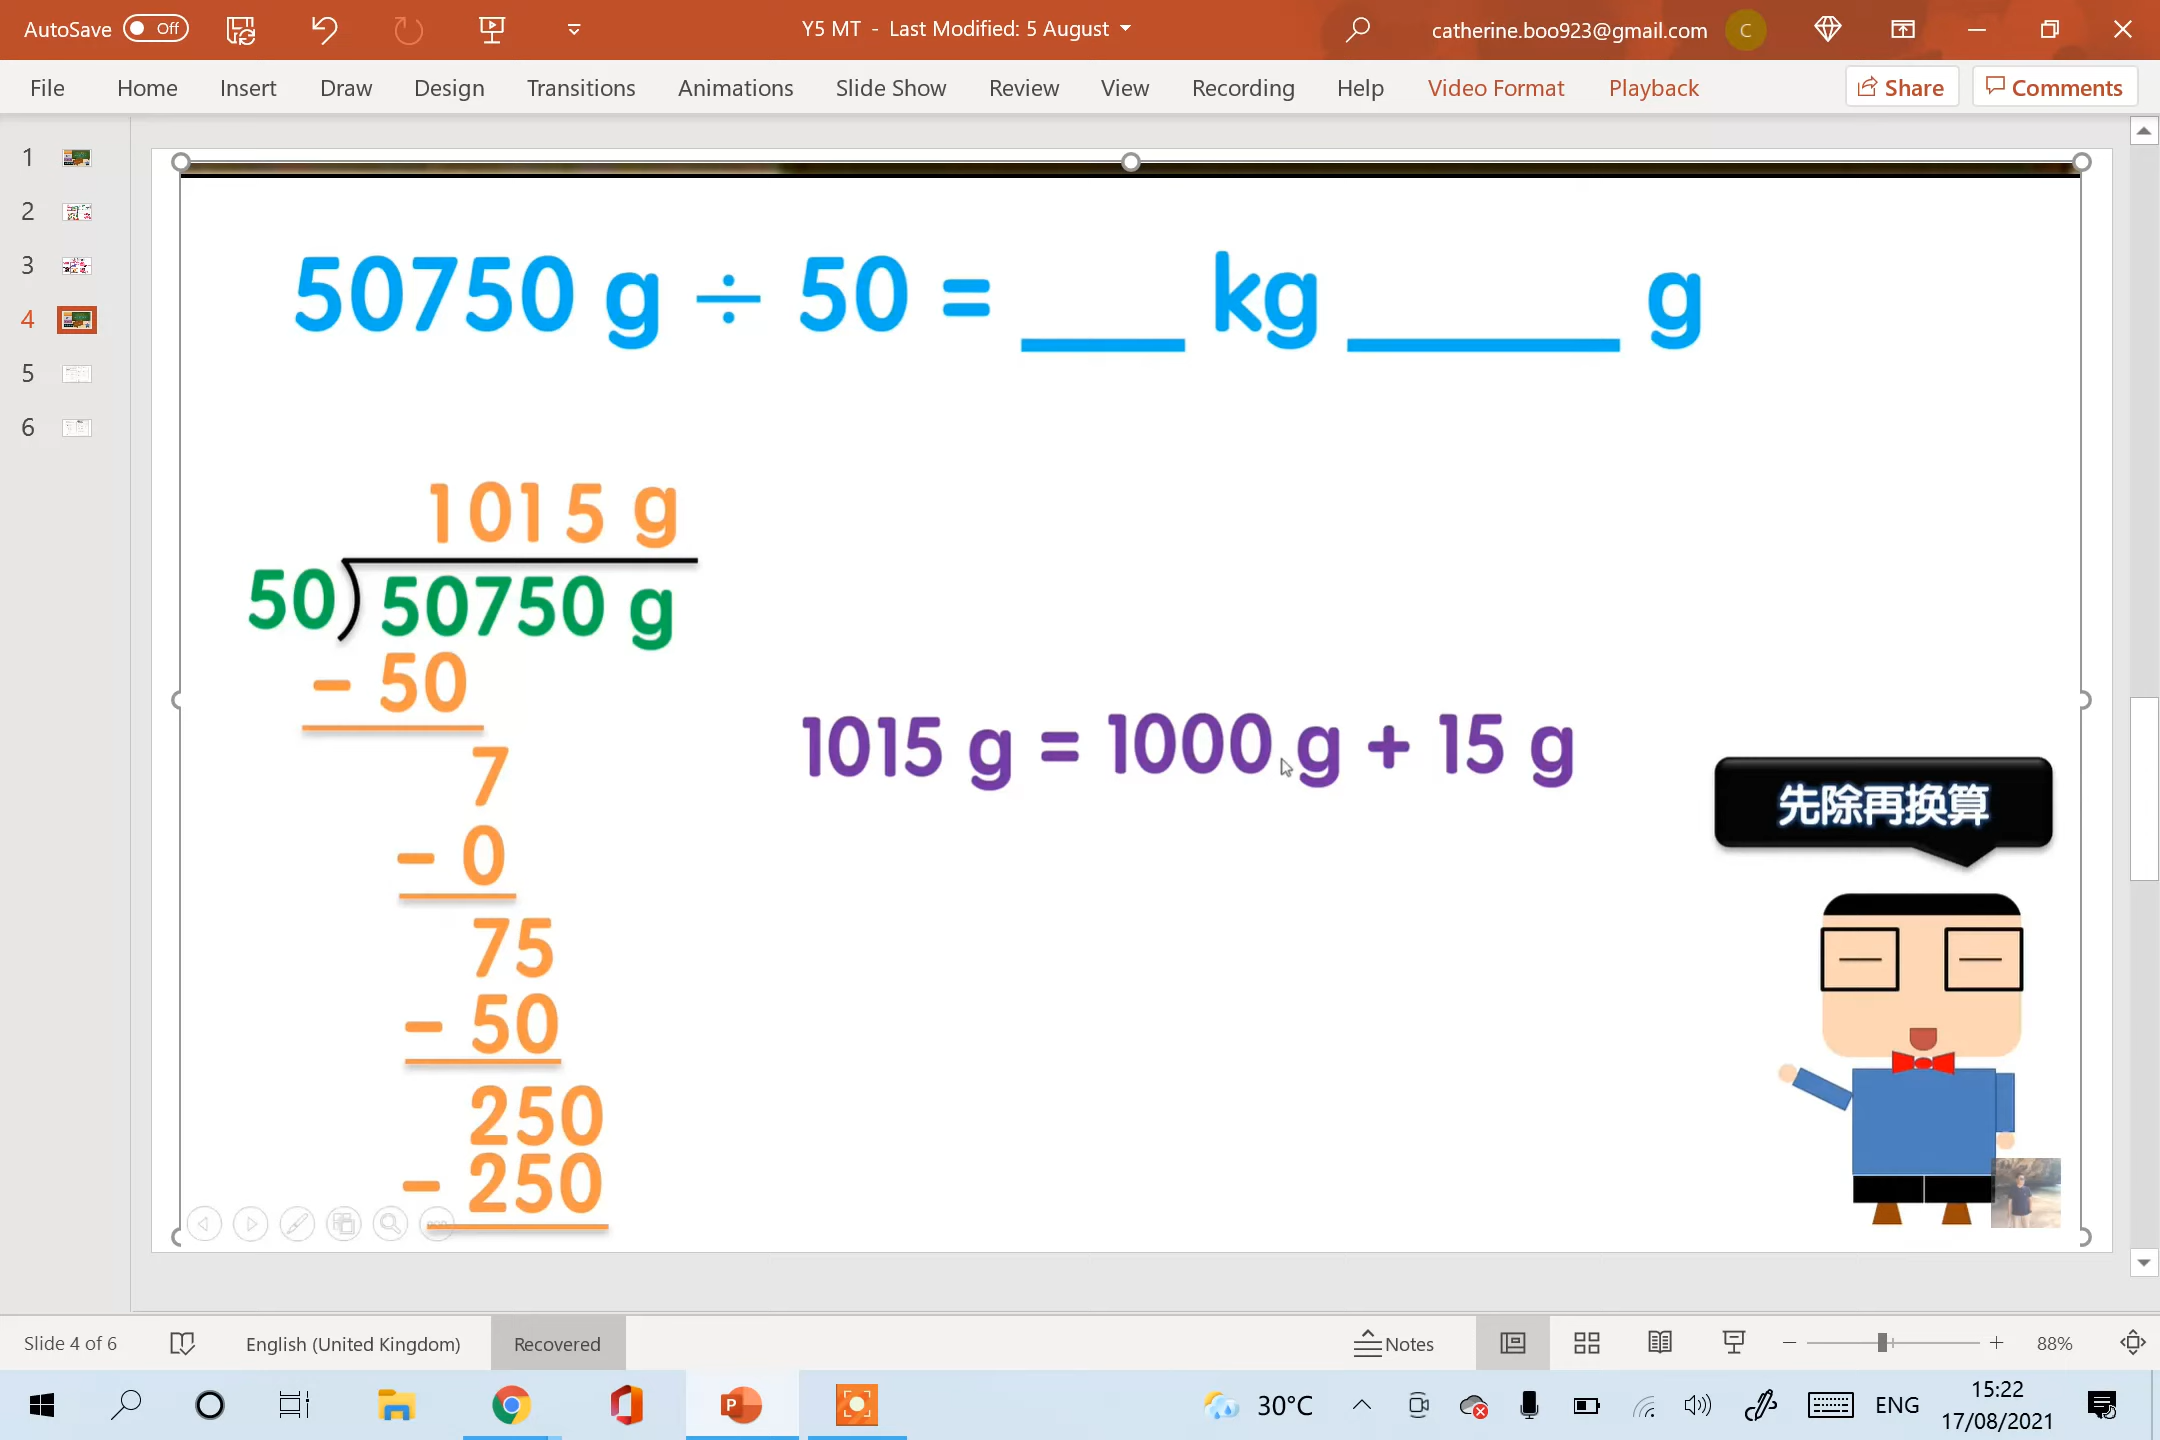 AutoSave Off
Y5 MT - Last Modified: 5 August
catherine.boo923@gmail.com C
File Home Insert Draw Design Transitions Animations Slide Show Review View Recording Help Video Format Playback Share Comments
1
2
3
4
5
6
50750 g ÷ 50 = ___ kg _____ g
1015 g
50 50750 g
- 50
7
- 0
75
- 50
250
- 250
1015 g = 1000 g + 15 g
先除再换算
Slide 4 of 6 English (United Kingdom) Recovered Notes 88%
30°C ENG 15:22
17/08/2021